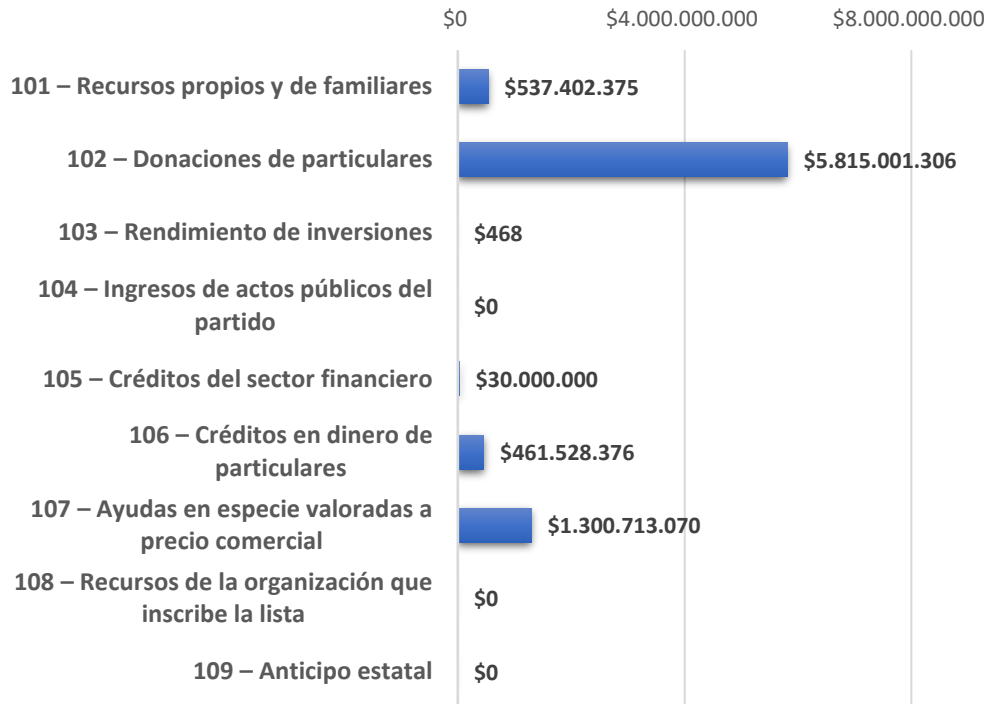 $0 $4.000.000.000 $8.000.000.000
101 – Recursos propios y de familiares $537.402.375
102 – Donaciones de particulares $5.815.001.306
103 – Rendimiento de inversiones $468
104 – Ingresos de actos públicos del
partido
$0
105 – Créditos del sector financiero $30.000.000
106 – Créditos en dinero de
particulares
$461.528.376
107 – Ayudas en especie valoradas a
precio comercial
$1.300.713.070
108 – Recursos de la organización que
inscribe la lista
$0
109 – Anticipo estatal $0